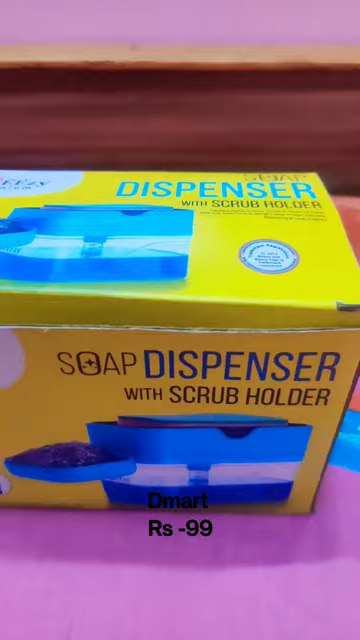 SOAP
DISPENSER
WITH SCRUB HOLDER
SOAP DISPENSER
WITH SCRUB HOLDER
Dmart
Rs -99